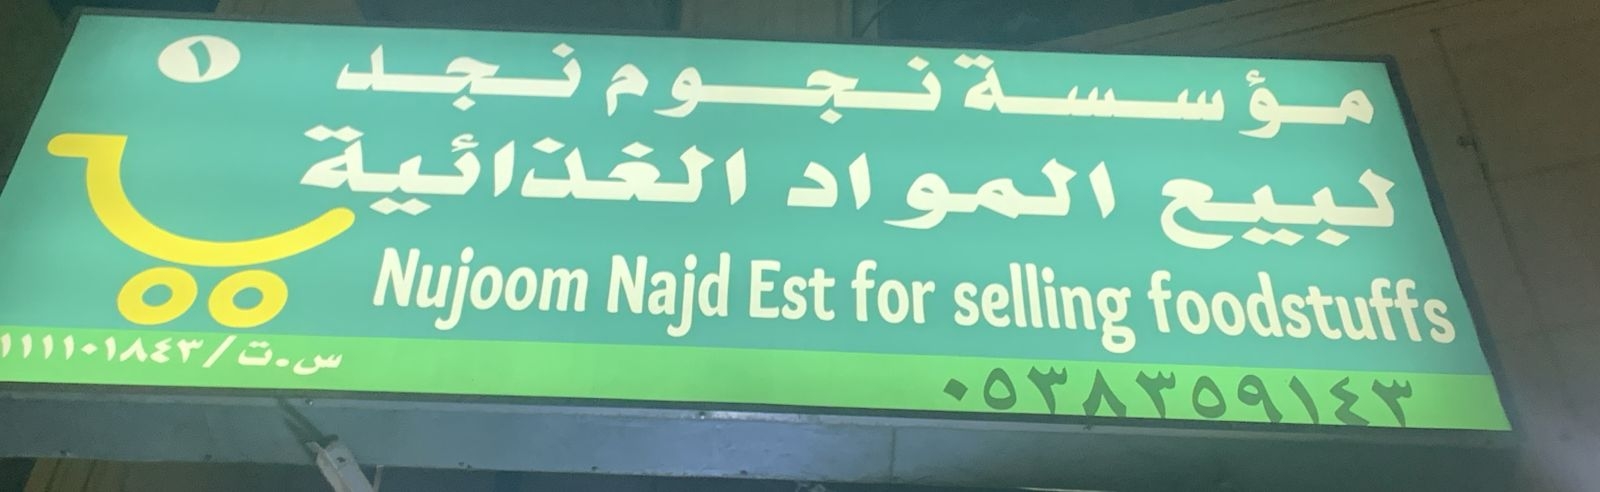 مؤسسة نجوم نجد
١
لبيع المواد الغذائية
Nujoom Najd Est for selling foodstuffs
س.ت/١١١١٠١٨٤٣
٠٥٣٨٣٥٩١٤٣